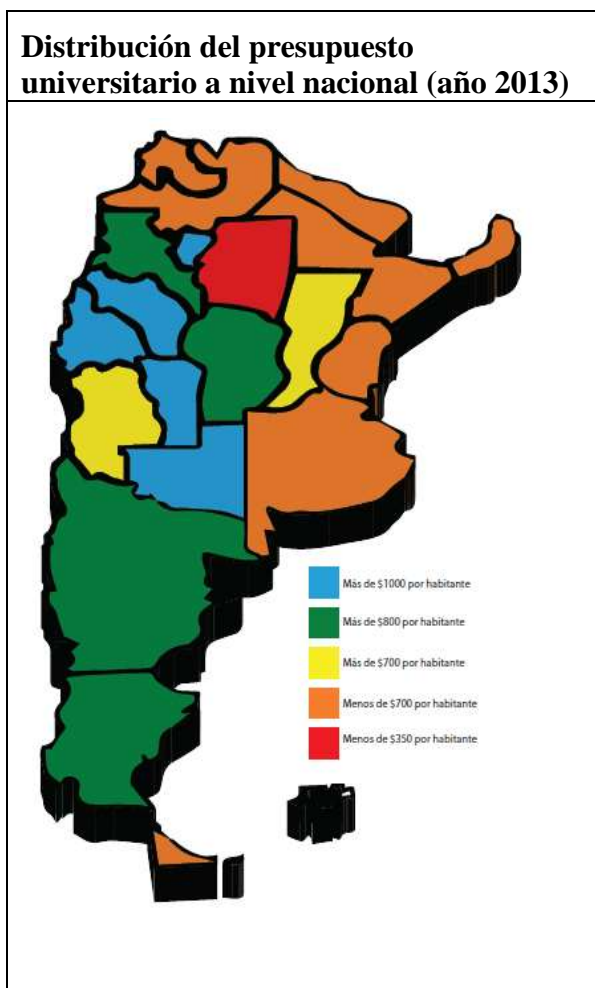 Distribución del presupuesto
universitario a nivel nacional (año 2013)
Más de $1000 por habitante
Más de $800 por habitante
Más de $700 por habitante
Menos de $700 por habitante
Menos de $350 por habitante